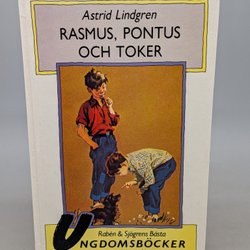 Astrid Lindgren
RASMUS, PONTUS
OCH TOKER
Rabén & Sjögrens Bästa
UNGDOMSBÖCKER